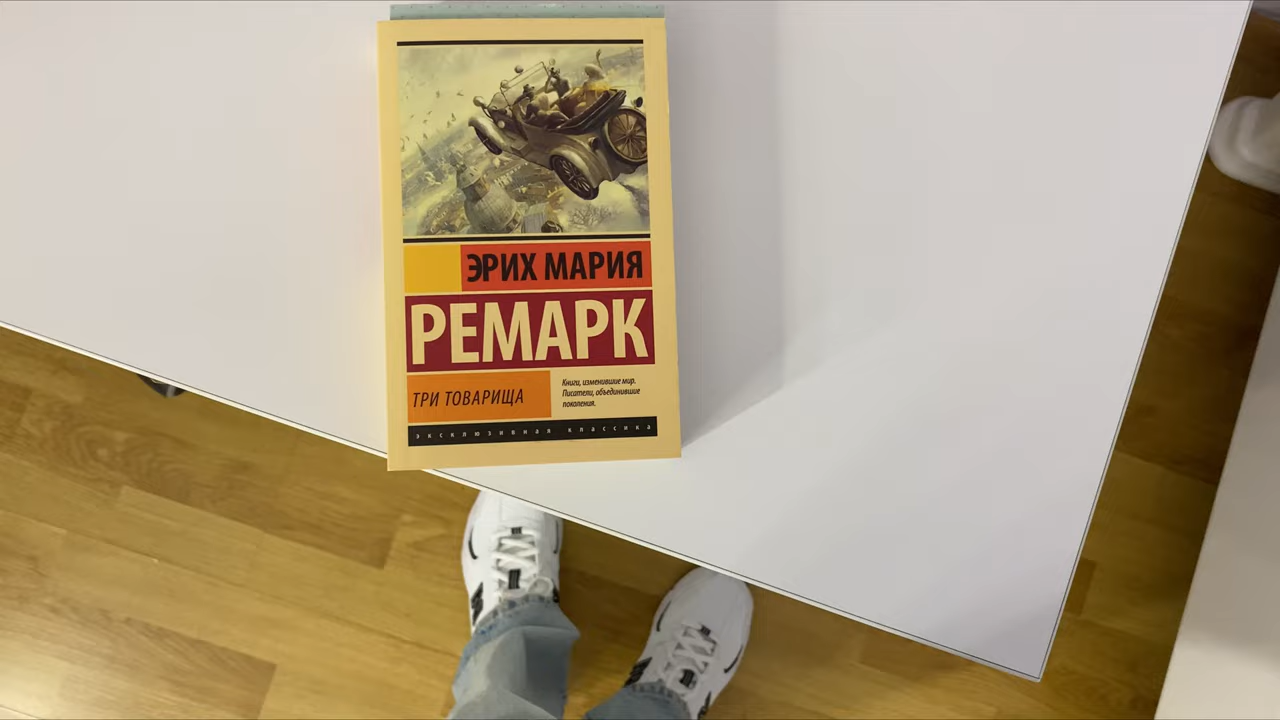 ЭРИХ МАРИЯ
РЕМАРК
ТРИ ТОВАРИЩА
Книги, изменившие мир.
Писатели, объединившие
поколения.
эксклюзивная классика